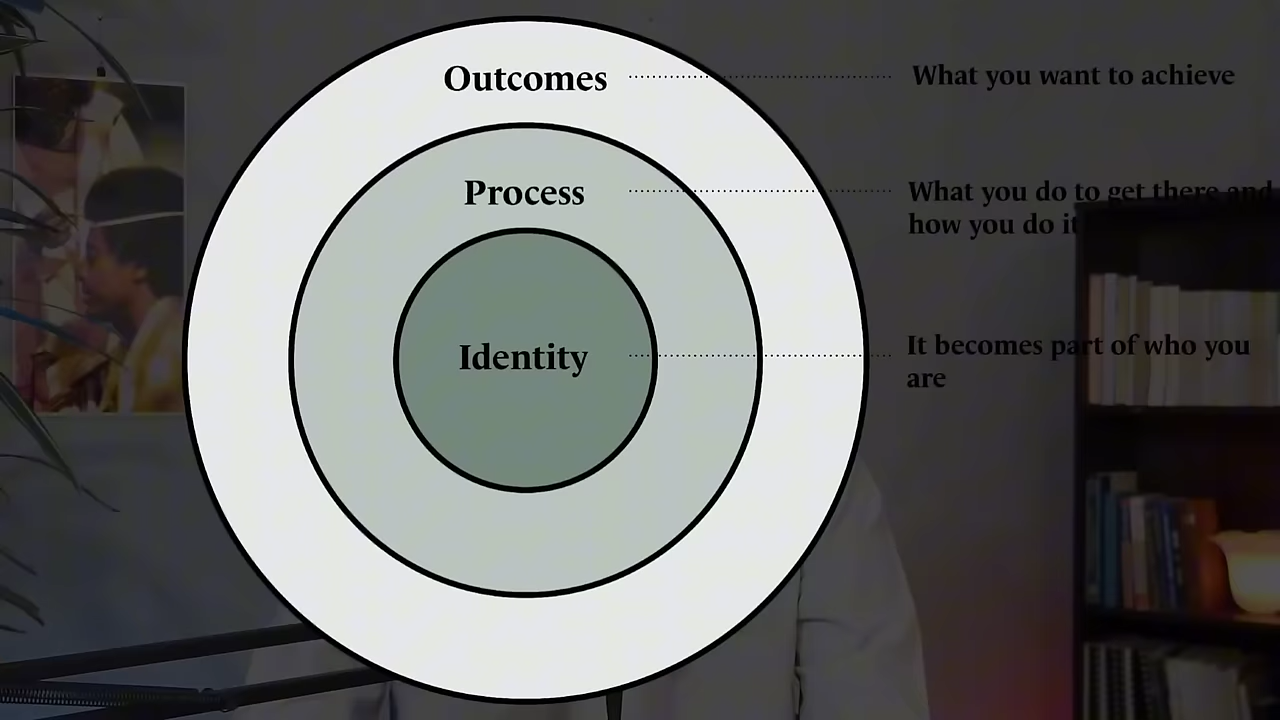 Outcomes
What you want to achieve
Process
What you do to get there and
how you do it
Identity
It becomes part of who you
are